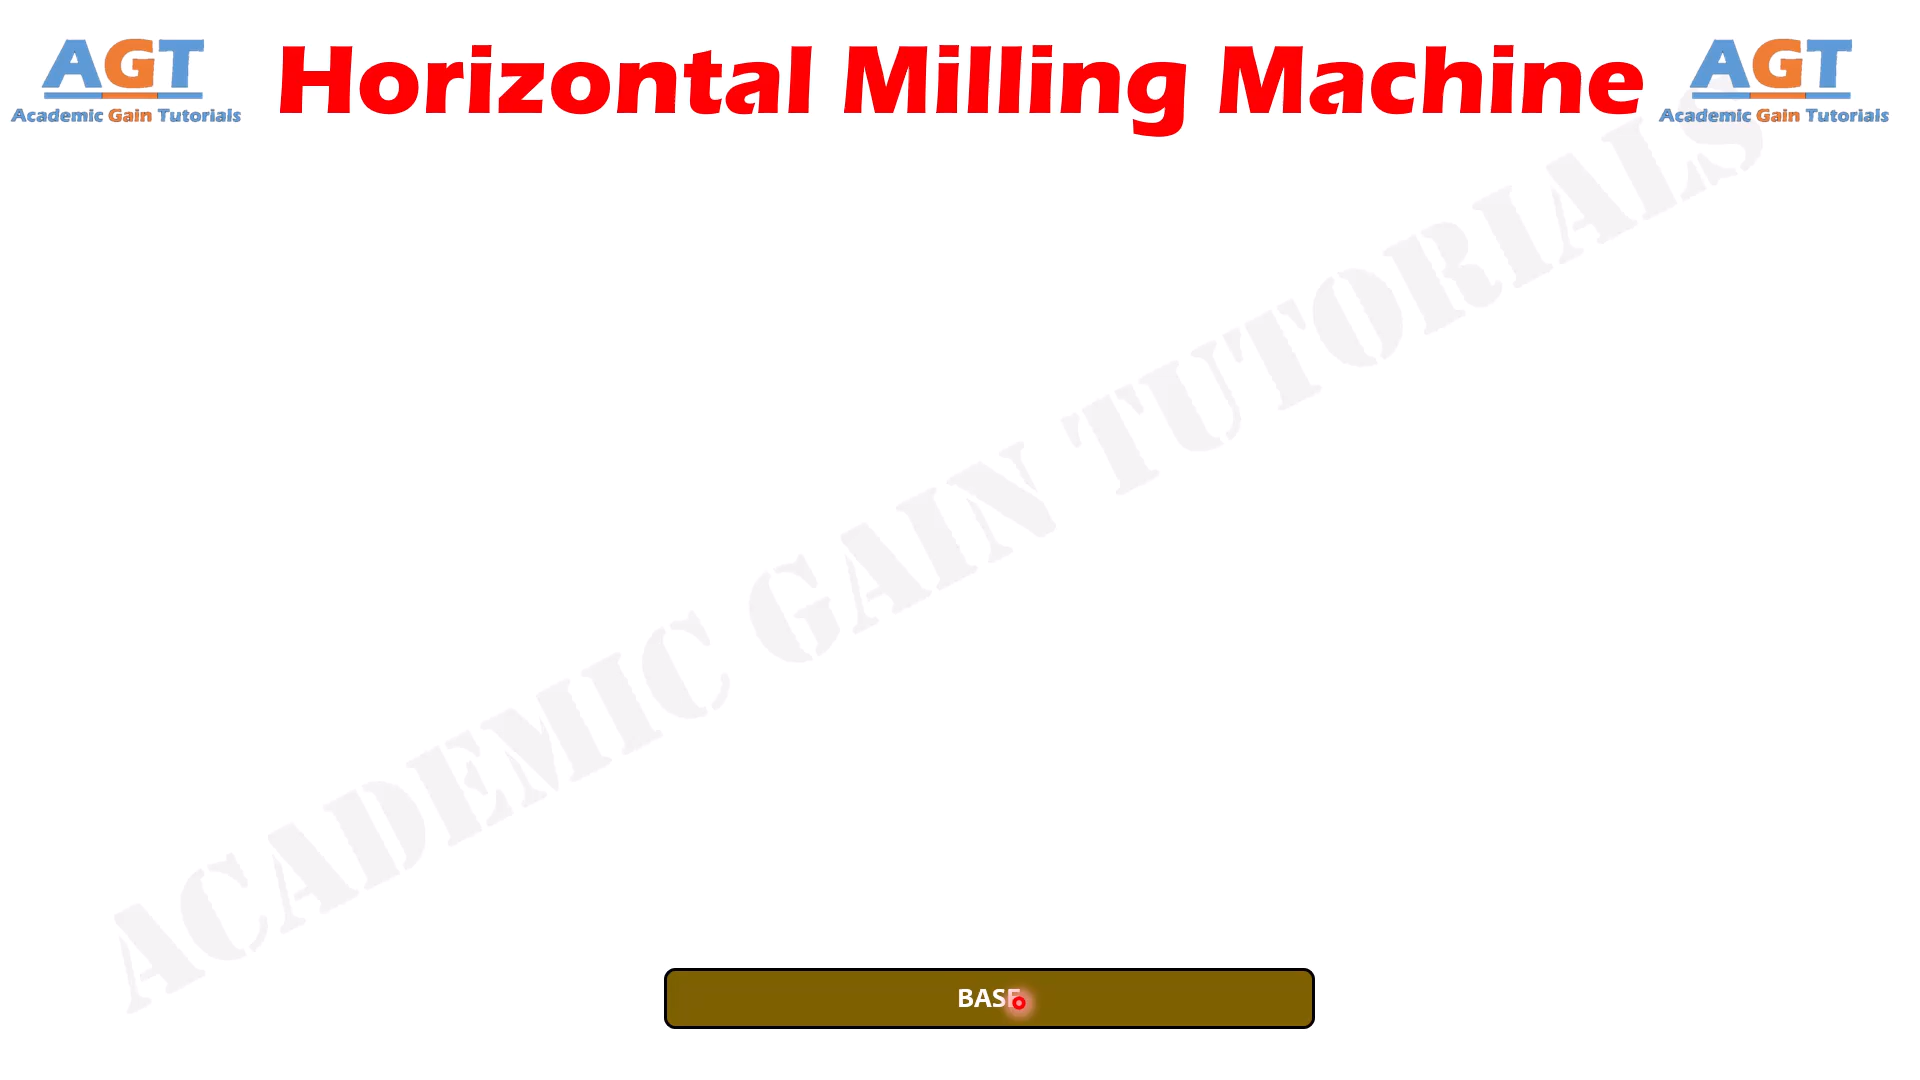 AGT
Academic Gain Tutorials
Horizontal Milling Machine
AGT
Academic Gain Tutorials
ACADEMIC GAIN TUTORIALS
BASE